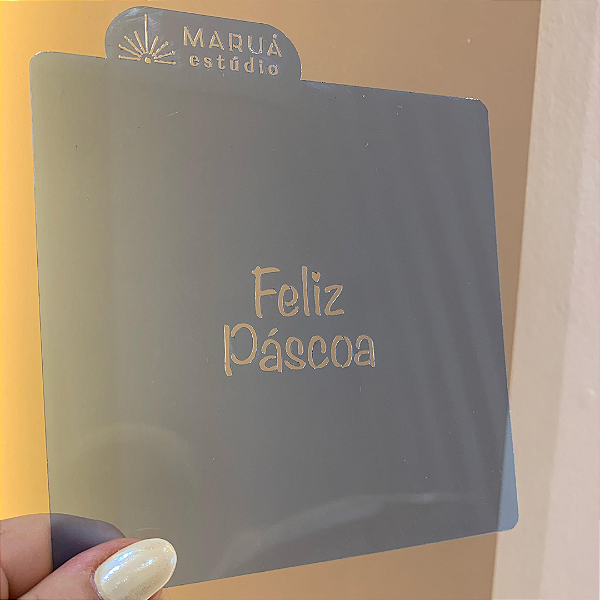 MARUÁ
estúdio
Feliz
Páscoa